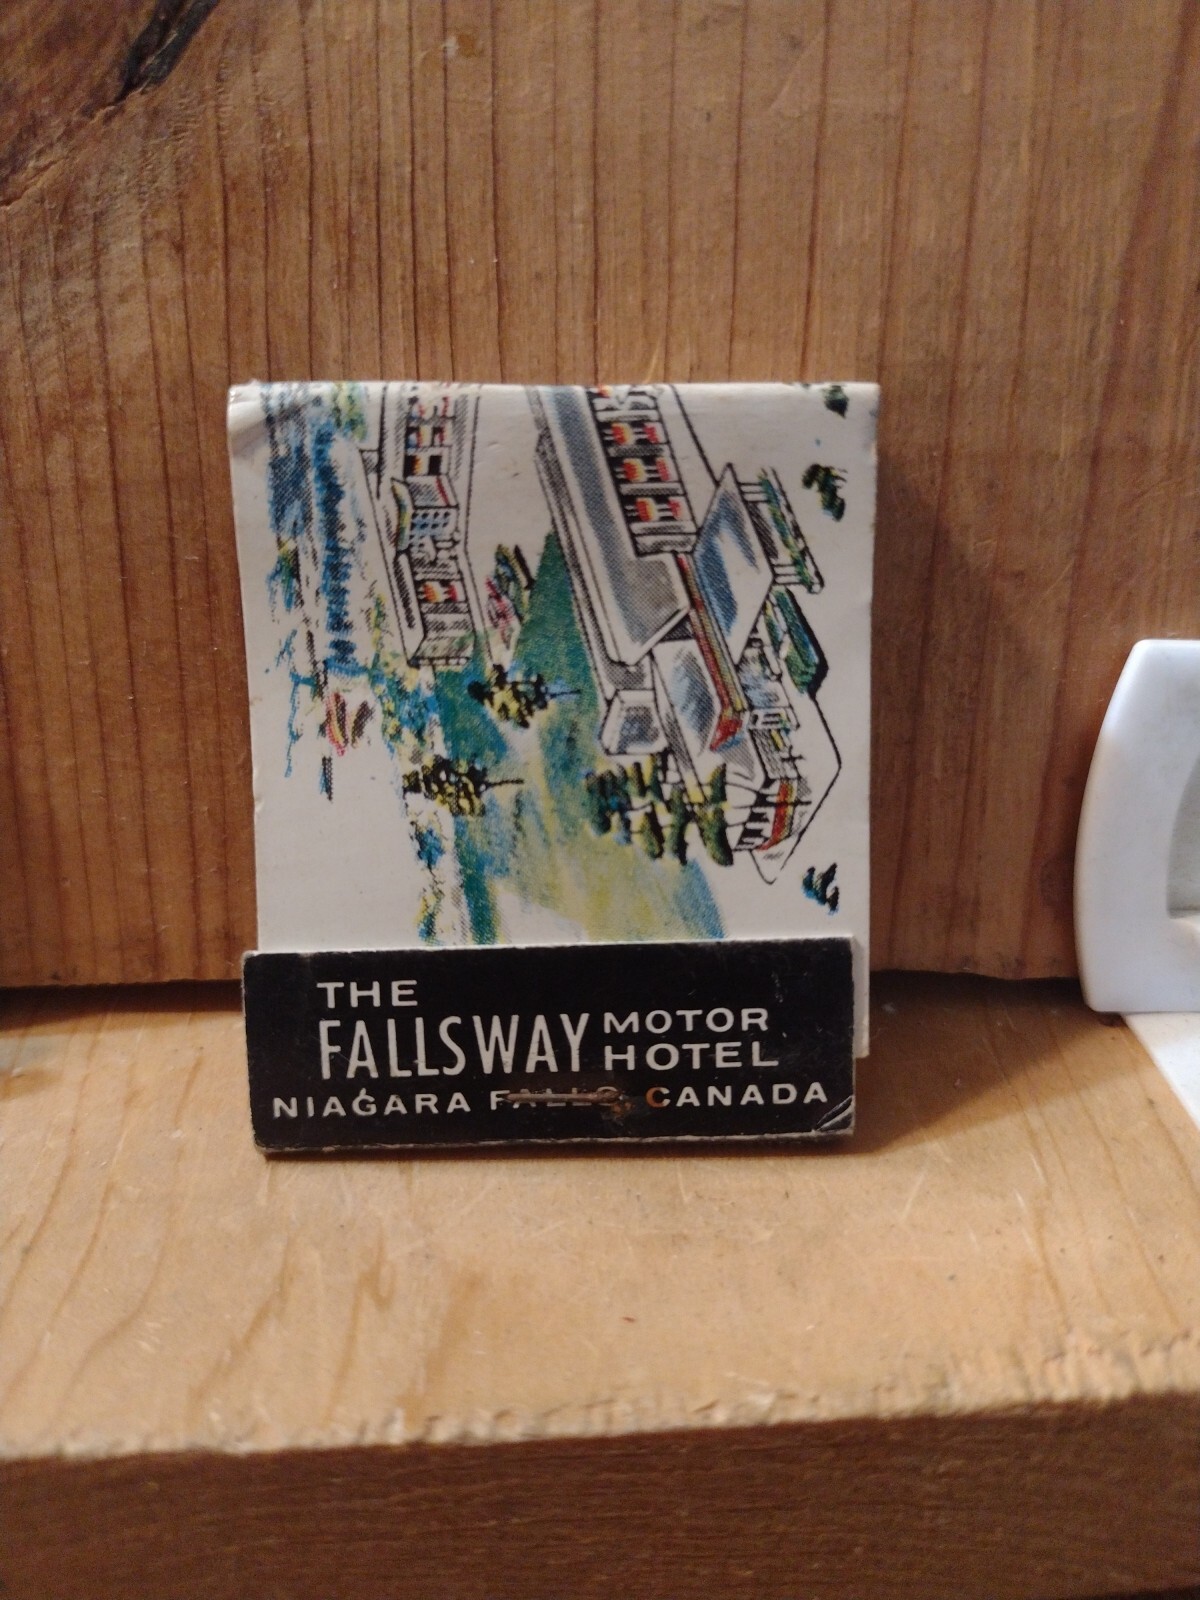 THE
FALLSWAY MOTOR HOTEL
NIAGARA FALLS, CANADA